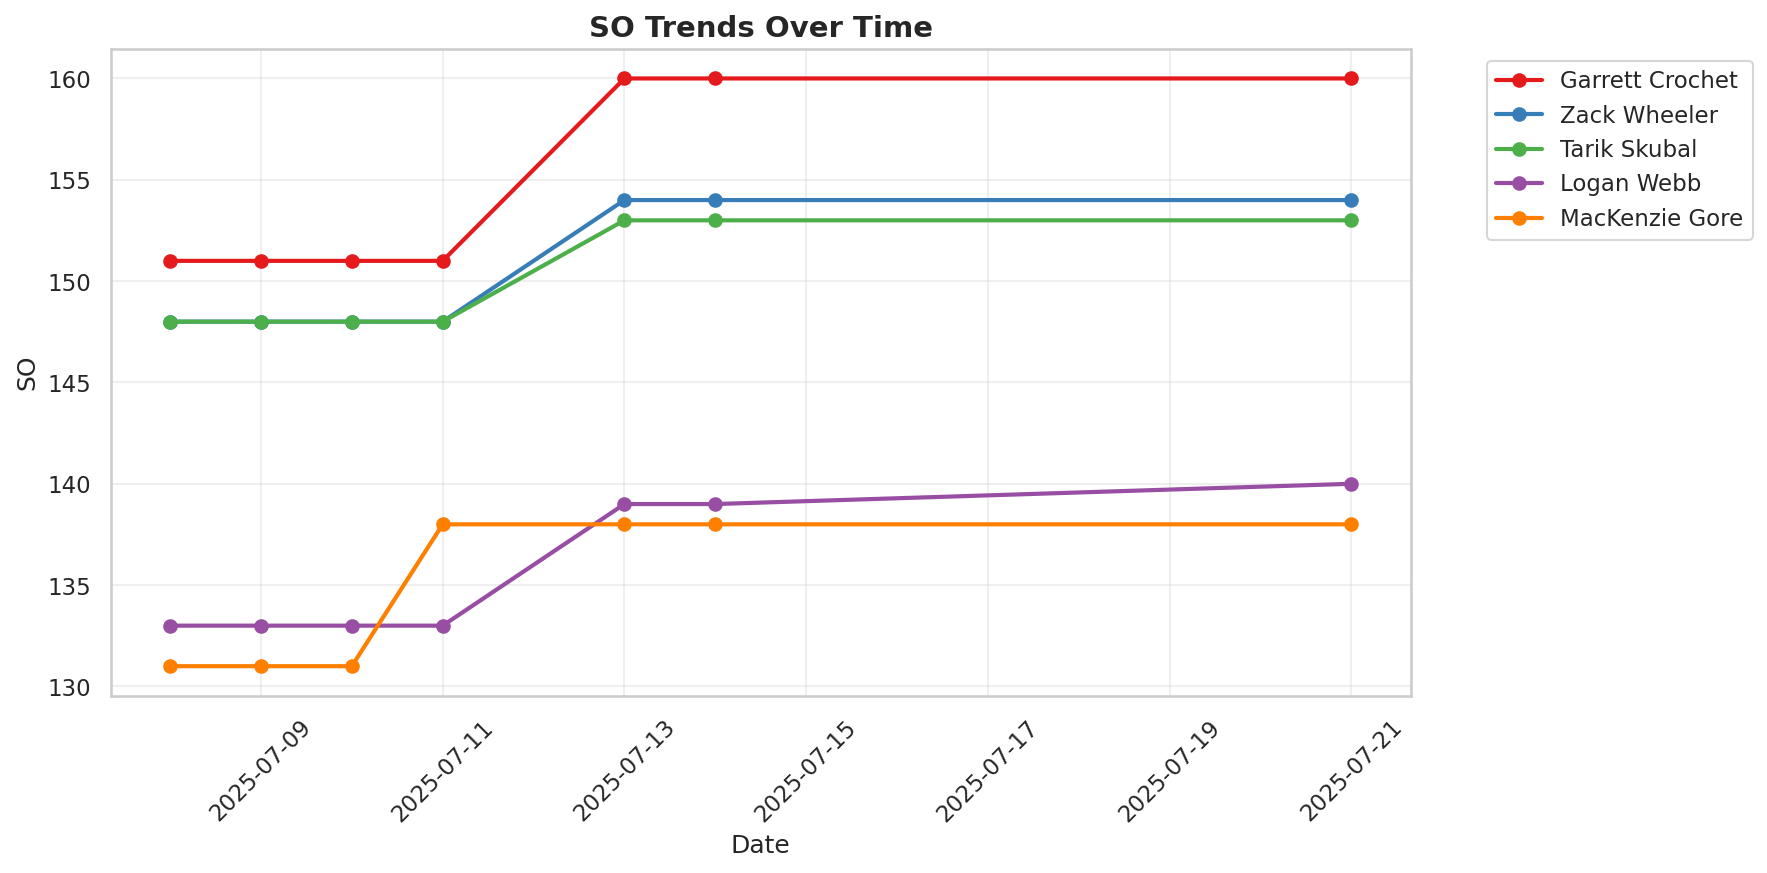 SO Trends Over Time
160
155
150
145
140
135
130
SO
2025-07-09
2025-07-11
2025-07-13
2025-07-15
2025-07-17
2025-07-19
2025-07-21
Date
Garrett Crochet
Zack Wheeler
Tarik Skubal
Logan Webb
MacKenzie Gore